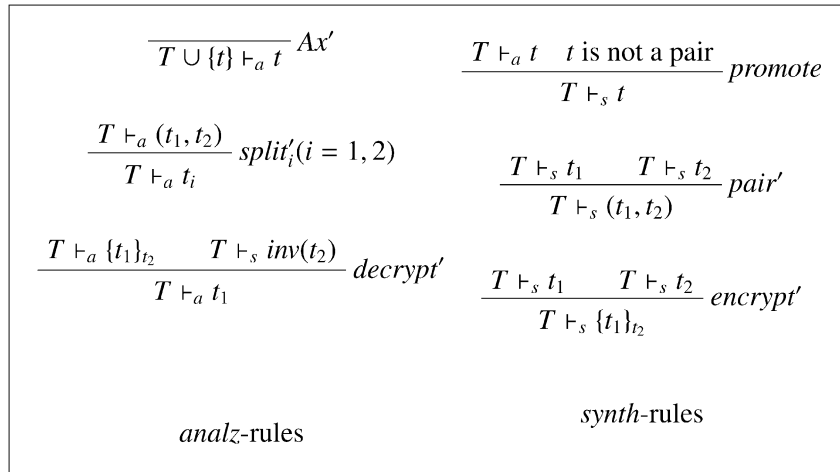 T ∪ {t} ⊢ₐ t Ax′
T ⊢ₐ (t₁, t₂)
T ⊢ₐ tᵢ
split′ᵢ(i = 1, 2)
T ⊢ₐ {t₁}ₜ₂ T ⊢ₛ inv(t₂)
T ⊢ₐ t₁
decrypt′
analz-rules
T ⊢ₐ t t is not a pair
T ⊢ₛ t
promote
T ⊢ₛ t₁ T ⊢ₛ t₂
T ⊢ₛ (t₁, t₂)
pair′
T ⊢ₛ t₁ T ⊢ₛ t₂
T ⊢ₛ {t₁}ₜ₂
encrypt′
synth-rules